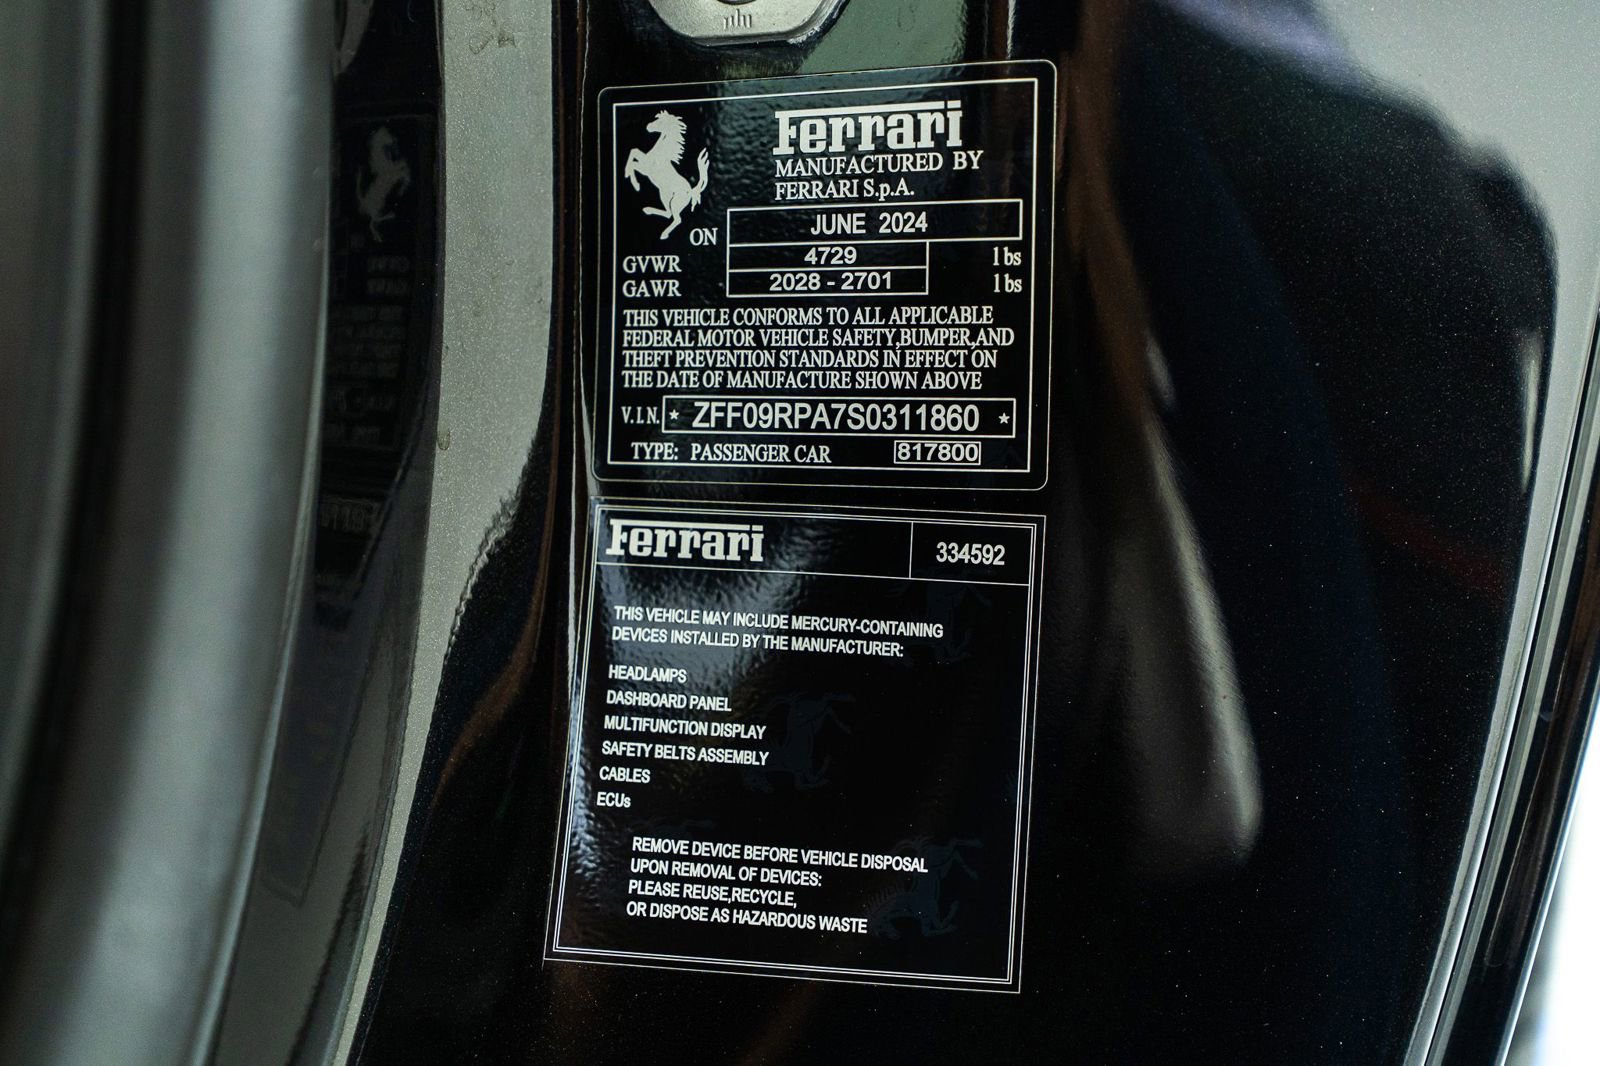 Ferrari
MANUFACTURED BY
FERRARI S.p.A.
ON JUNE 2024
GVWR 4729 lbs
GAWR 2028 - 2701 lbs
THIS VEHICLE CONFORMS TO ALL APPLICABLE
FEDERAL MOTOR VEHICLE SAFETY,BUMPER,AND
THEFT PREVENTION STANDARDS IN EFFECT ON
THE DATE OF MANUFACTURE SHOWN ABOVE
V.I.N. * ZFF09RPA7S0311860 *
TYPE: PASSENGER CAR 817800
Ferrari 334592
THIS VEHICLE MAY INCLUDE MERCURY-CONTAINING
DEVICES INSTALLED BY THE MANUFACTURER:
HEADLAMPS
DASHBOARD PANEL
MULTIFUNCTION DISPLAY
SAFETY BELTS ASSEMBLY
CABLES
ECUs
REMOVE DEVICE BEFORE VEHICLE DISPOSAL
UPON REMOVAL OF DEVICES:
PLEASE REUSE,RECYCLE,
OR DISPOSE AS HAZARDOUS WASTE